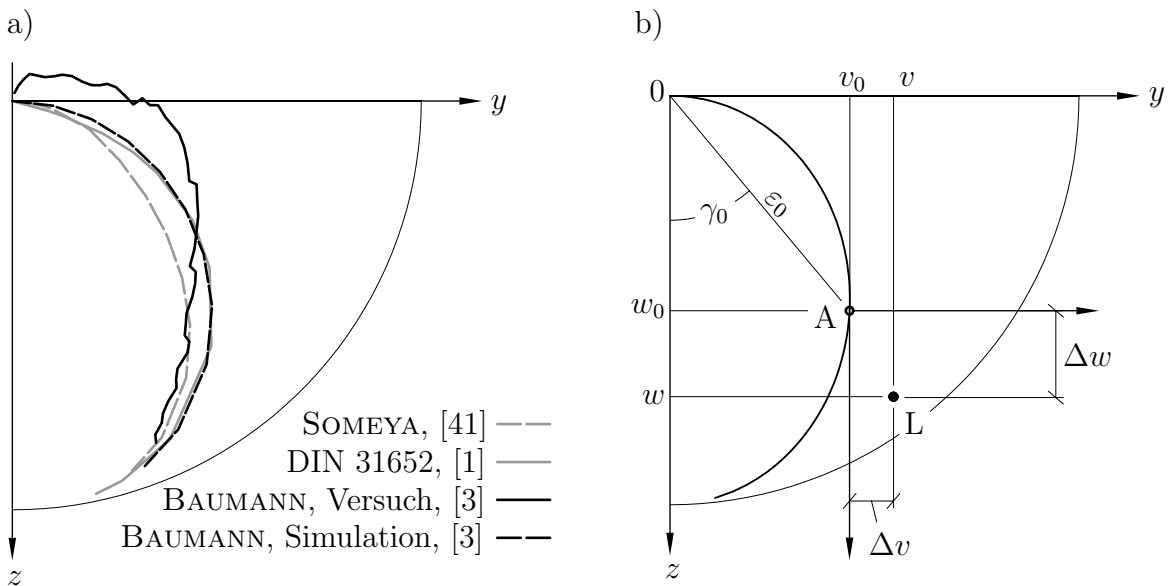 a)
y
z
SOMEYA, [41]
DIN 31652, [1]
BAUMANN, Versuch, [3]
BAUMANN, Simulation, [3]
b)
v₀ v
0 y
γ₀ ε₀
w₀ A
Δw
w
L
Δv
z